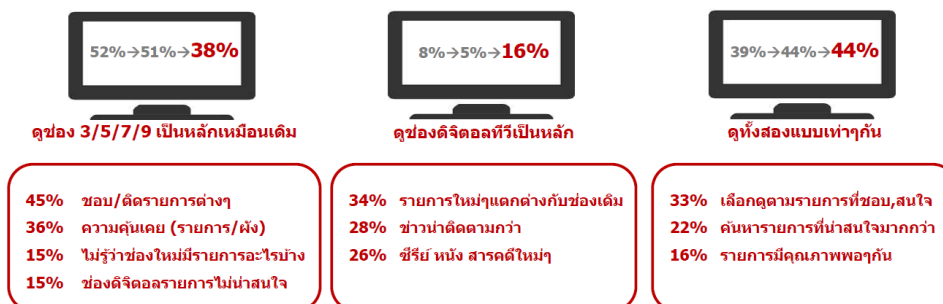 52%→51%→38%
8%→5%→16%
39%→44%→44%
ดูช่อง 3/5/7/9 เป็นหลักเหมือนเดิม
ดูช่องดิจิตอลทีวีเป็นหลัก
ดูทั้งสองแบบเท่าๆกัน
45% ชอบ/ติดรายการต่างๆ
36% ความคุ้นเคย (รายการ/ผัง)
15% ไม่รู้ว่าช่องใหม่มีรายการอะไรบ้าง
15% ช่องดิจิตอลรายการไม่น่าสนใจ
34% รายการใหม่ๆแตกต่างกับช่องเดิม
28% ข่าวน่าติดตามกว่า
26% ซีรีย์ หนัง สารคดีใหม่ๆ
33% เลือกดูตามรายการที่ชอบ,สนใจ
22% ค้นหารายการที่น่าสนใจมากกว่า
16% รายการมีคุณภาพพอๆกัน